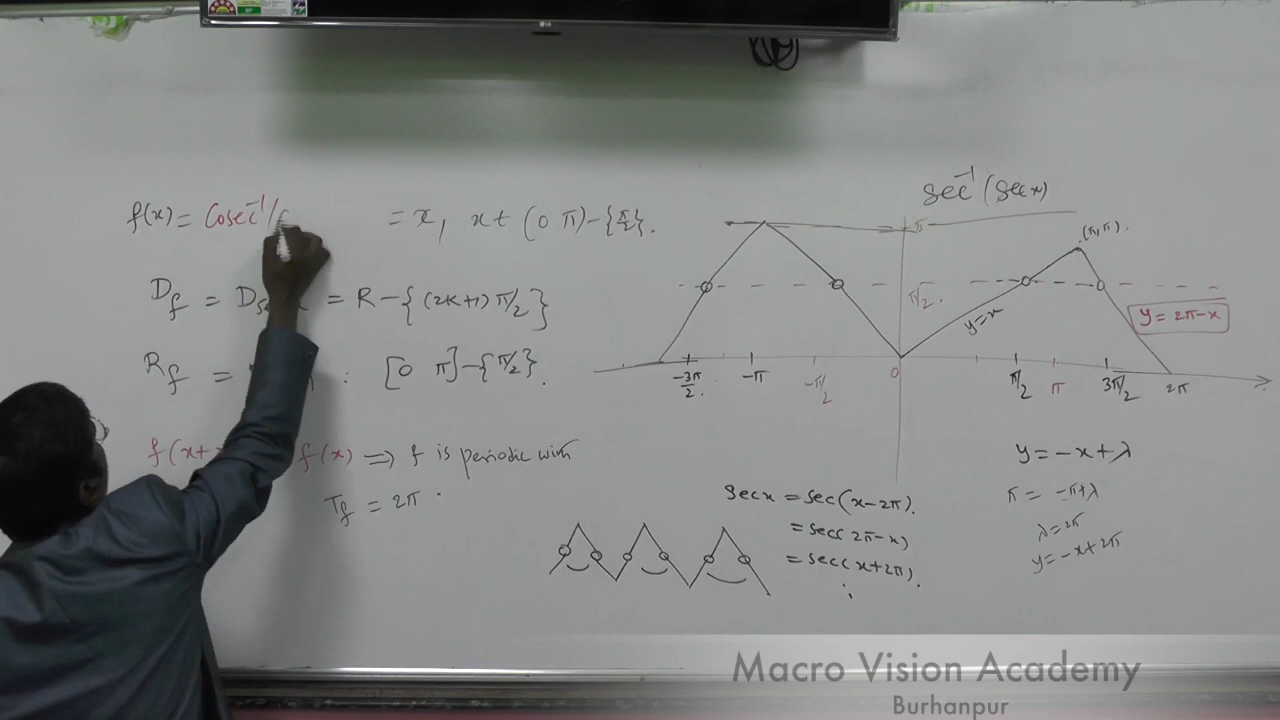 LG
sec⁻¹(secx)
f(x) = Cosec⁻¹( = x, x ∈ (0 π) - {π/2}.
D_f = D = R - {(2K+1) π/2}
R_f = : [0 π] - {π/2}.
f(x+ f(x) ⇒ f is periodic with
T_f = 2π.
π
(π, π).
π/2.
y=x
y = 2π-x
-3π/2. -π -π/2 0 π/2 π 3π/2 2π
secx = sec(x-2π).
= sec(2π-x)
= sec(x+2π).
y = -x+λ
π = -π+λ
λ=2π
y=-x+2π
Macro Vision Academy
Burhanpur